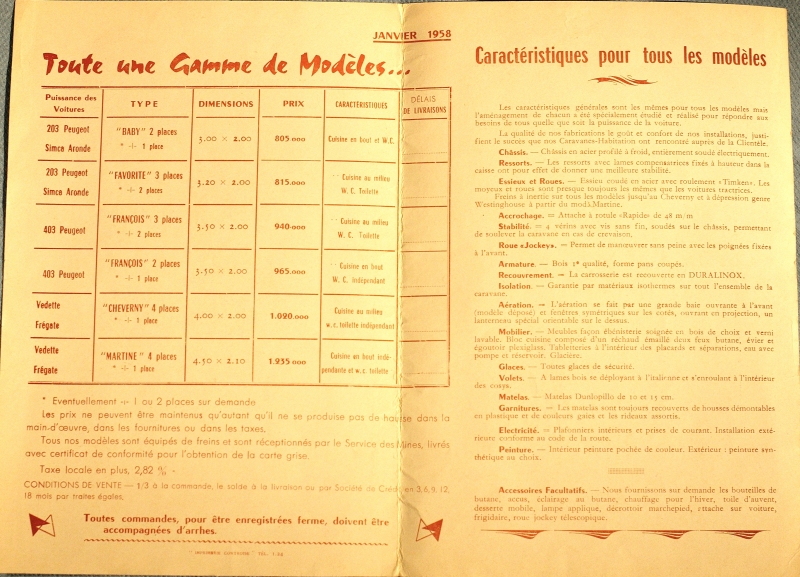 JANVIER 1958
Toute une Gamme de Modèles...
Puissance des Voitures TYPE DIMENSIONS PRIX CARACTÉRISTIQUES DÉLAIS DE LIVRAISONS
203 Peugeot "BABY" 2 places 3.00 × 2.00 805.000 Cuisine en bout et W.C.
Simca Aronde * -|- 1 place
203 Peugeot "FAVORITE" 3 places 3.20 × 2.00 815.000 Cuisine au milieu
Simca Aronde * -|- 2 places W. C. Toilette
403 Peugeot "FRANÇOIS" 3 places 3.50 × 2.00 940.000 Cuisine au milieu
* -|- 2 places W. C. Toilette
403 Peugeot "FRANÇOIS" 2 places 3.50 × 2.00 965.000 Cuisine en bout
* -|- 1 place W. C. Indépendant
Vedette "CHEVERNY" 4 places 4.00 × 2.00 1.020.000 Cuisine au milieu
Frégate * -|- 1 place w.c. toilette indépendant
Vedette "MARTINE" 4 places 4.50 × 2.10 1.235.000 Cuisine en bout indé-
Frégate * -|- 1 place pendante et w.c. toilette
* Eventuellement -|- 1 ou 2 places sur demande
Les prix ne peuvent être maintenus qu'autant qu'il ne se produise pas de hausse dans la
main-d'œuvre, dans les fournitures ou dans les taxes.
Tous nos modèles sont équipés de freins et sont réceptionnés par le Service des Mines, livrés
avec certificat de conformité pour l'obtention de la carte grise.
Taxe locale en plus, 2,82 % -
CONDITIONS DE VENTE — 1/3 à la commande, le solde à la livraison ou par Société de Crédit en 3, 6, 9, 12,
18 mois par traites égales.
Toutes commandes, pour être enregistrées ferme, doivent être
accompagnées d'arrhes.
Caractéristiques pour tous les modèles
Les caractéristiques générales sont les mêmes pour tous les modèles mais
l'aménagement de chacun a été spécialement étudié et réalisé pour répondre aux
besoins de tous quelle que soit la puissance de la voiture.
La qualité de nos fabrications le goût et confort de nos installations, justi-
fient le succès que nos Caravanes-Habitation ont rencontré auprès de la Clientèle.
Châssis. — Châssis en acier profilé à froid, entièrement soudé électriquement.
Ressorts. — Les ressorts avec lames compensatrices fixés à hauteur dans la
caisse ont pour effet de donner une meilleure stabilité.
Essieux et Roues. — Essieu coudé en acier avec roulement «Timken». Les
moyeux et roues sont presque toujours les mêmes que les voitures tractrices.
Freins à inertie sur tous les modèles jusqu'au Cheverny et à dépression genre
Westinghouse à partir du modè.Martine.
Accrochage. — Attache à rotule «Rapide» de 48 m/m
Stabilité. — 4 vérins avec vis sans fin, soudés sur le châssis, permettant
de soulever la caravane en cas de crevaison.
Roue «Jockey». — Permet de manœuvrer sans peine avec les poignées fixées
à l'avant.
Armature. — Bois 1ª qualité, forme pans coupés.
Recouvrement. — La carrosserie est recouverte en DURALINOX.
Isolation. — Garantie par matériaux isothermes sur tout l'ensemble de la
caravane.
Aération. — L'aération se fait par une grande baie ouvrante à l'avant
(modèle déposé) et fenêtres symétriques sur les cotés, ouvrant en projection, un
lanterneau spécial orientable sur le dessus.
Mobilier. — Meubles façon ébénisterie soignée en bois de choix et verni
lavable. Bloc cuisine composé d'un réchaud émaillé deux feux butane, évier et
égoutoir plexiglass. Tabletteries à l'intérieur des placards et séparations, eau avec
pompe et réservoir. Glacière.
Glaces. — Toutes glaces de sécurité.
Volets. — A lames bois se déployans à l'italienne et s'enroulant à l'intérieur
des cosys.
Matelas. — Matelas Dunlopillo de 10 et 15 cm.
Garnitures. — Les matelas sont toujours recouverts de housses démontables
en plastique et de couleurs gaies et les rideaux assortis.
Electricité. — Plafonniers intérieurs et prises de courant. Installation exté-
rieure conforme au code de la route.
Peinture. — Intérieur peinture pochée de couleur. Extérieur : peinture syn-
thétique au choix.
Accessoires Facultatifs. — Nous fournissons sur demande les bouteilles de
butane, accus, éclairage au butane, chauffage pour l'hiver, toile d'auvent,
desserte mobile, lampe applique, decrottoir marchepied, attache sur voiture,
frigidaire, roue jockey télescopique.